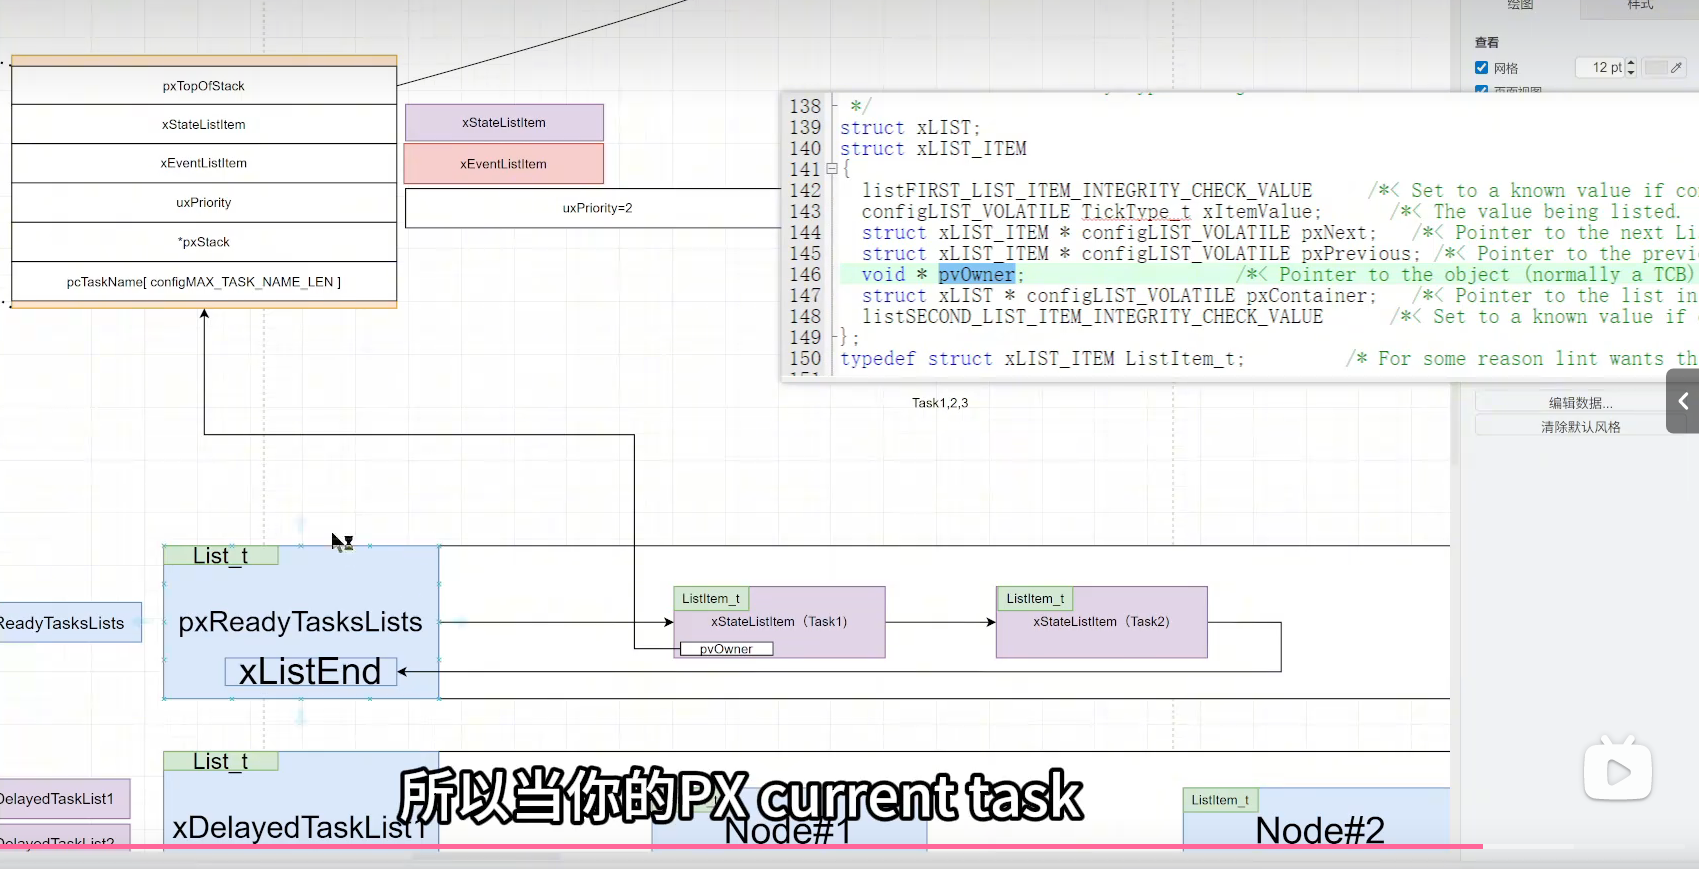 绘图
样式
查看
网格
12 pt
pxTopOfStack
xStateListItem
xEventListItem
uxPriority
*pxStack
pcTaskName[ configMAX_TASK_NAME_LEN ]
xStateListItem
xEventListItem
uxPriority=2
138 */
139 struct xLIST;
140 struct xLIST_ITEM
141 {
142 listFIRST_LIST_ITEM_INTEGRITY_CHECK_VALUE /*< Set to a known value if co
143 configLIST_VOLATILE TickType_t xItemValue; /*< The value being listed.
144 struct xLIST_ITEM * configLIST_VOLATILE pxNext; /*< Pointer to the next Li
145 struct xLIST_ITEM * configLIST_VOLATILE pxPrevious; /*< Pointer to the previ
146 void * pvOwner; /*< Pointer to the object (normally a TCB)
147 struct xLIST * configLIST_VOLATILE pxContainer; /*< Pointer to the list in
148 listSECOND_LIST_ITEM_INTEGRITY_CHECK_VALUE /*< Set to a known value if
149 };
150 typedef struct xLIST_ITEM ListItem_t; /* For some reason lint wants th
Task1,2,3
编辑数据...
清除默认风格
List_t
ReadyTasksLists
pxReadyTasksLists
xListEnd
ListItem_t
xStateListItem（Task1）
pvOwner
ListItem_t
xStateListItem（Task2）
List_t
DelayedTaskList1
xDelayedTaskList1
Node#1
ListItem_t
Node#2
所以当你的PX current task